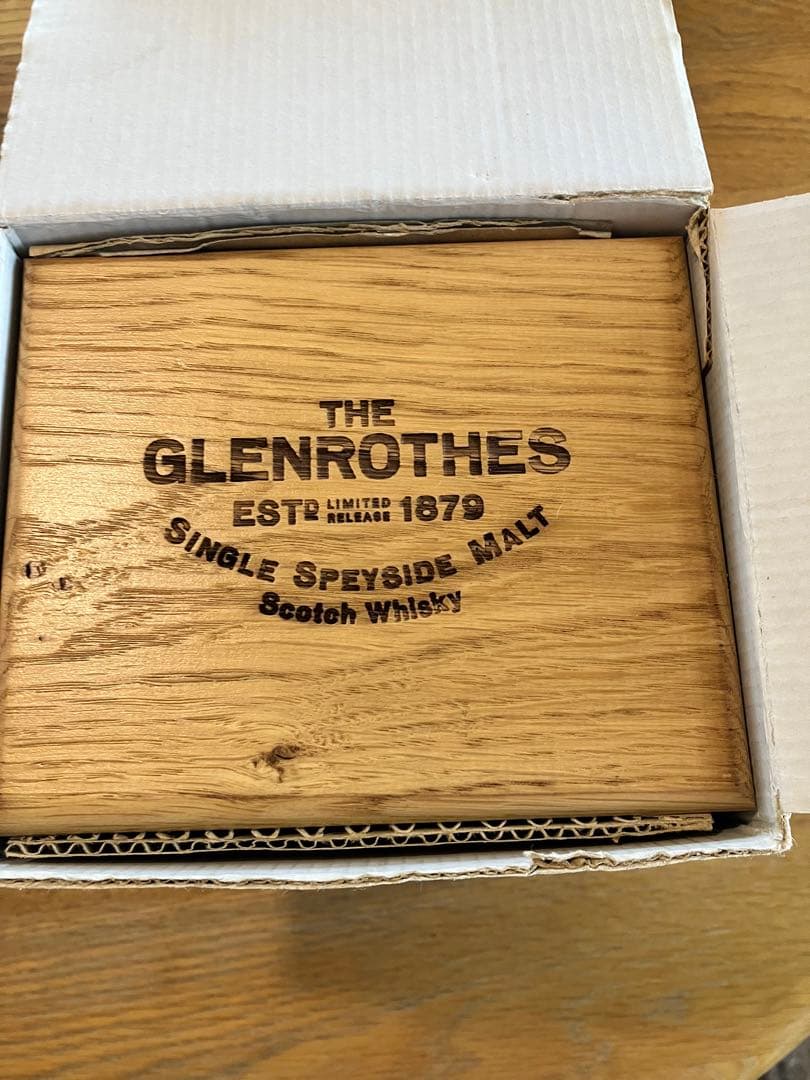 THE
GLENROTHES
ESTD LIMITED RELEASE 1879
SINGLE SPEYSIDE MALT
Scotch Whisky